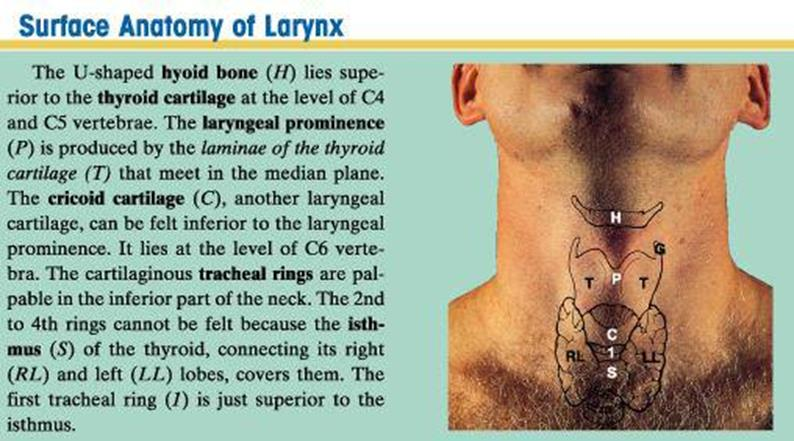 Surface Anatomy of Larynx
The U-shaped hyoid bone (H) lies supe-
rior to the thyroid cartilage at the level of C4
and C5 vertebrae. The laryngeal prominence
(P) is produced by the laminae of the thyroid
cartilage (T) that meet in the median plane.
The cricoid cartilage (C), another laryngeal
cartilage, can be felt inferior to the laryngeal
prominence. It lies at the level of C6 verte-
bra. The cartilaginous tracheal rings are pal-
pable in the inferior part of the neck. The 2nd
to 4th rings cannot be felt because the isth-
mus (S) of the thyroid, connecting its right
(RL) and left (LL) lobes, covers them. The
first tracheal ring (1) is just superior to the
isthmus.
H
G
T P T
C
RL 1 LL
S